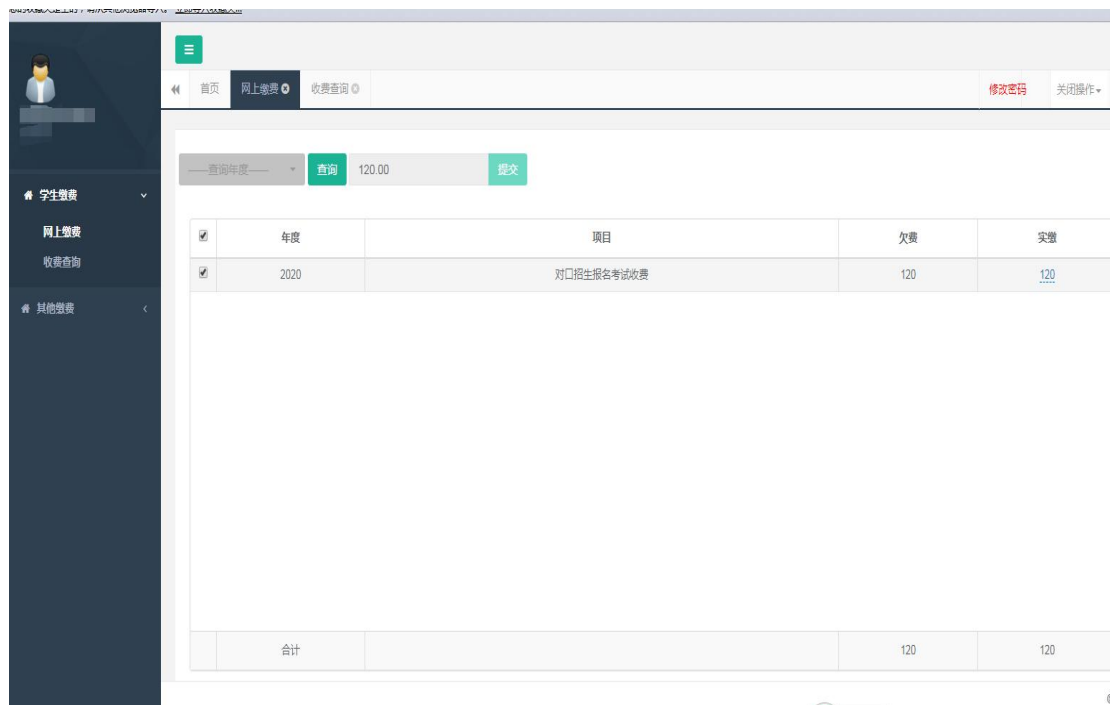 首页 网上缴费 收费查询 修改密码 关闭操作
——查询年度—— 查询 120.00 提交
学生缴费
网上缴费
收费查询
其他缴费
年度 项目 欠费 实缴
2020 对口招生报名考试收费 120 120
合计 120 120